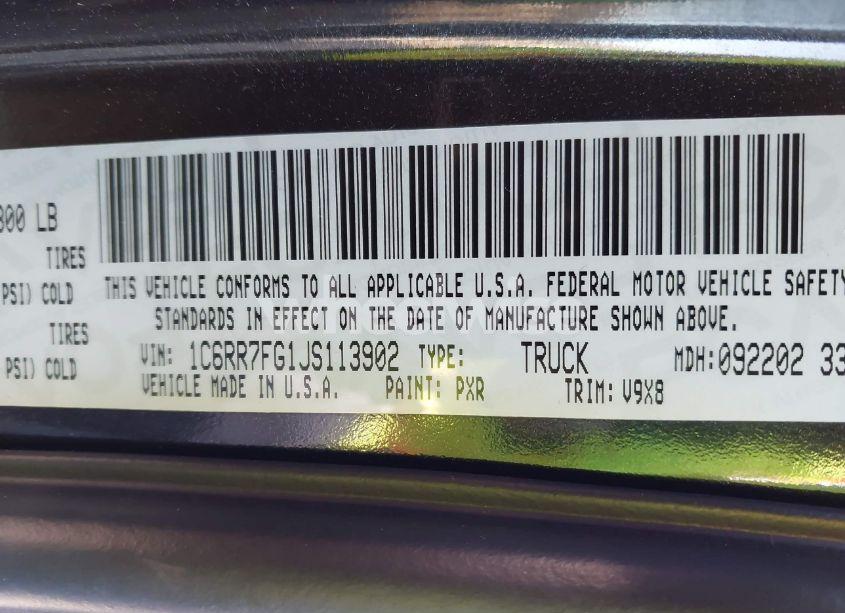 800 LB
TIRES
PSI) COLD
TIRES
PSI) COLD
THIS VEHICLE CONFORMS TO ALL APPLICABLE U.S.A. FEDERAL MOTOR VEHICLE SAFETY
STANDARDS IN EFFECT ON THE DATE OF MANUFACTURE SHOWN ABOVE.
VIN: 1C6RR7FG1JS113902 TYPE: TRUCK MDH:092202 33
VEHICLE MADE IN U.S.A. PAINT: PXR TRIM: V9X8